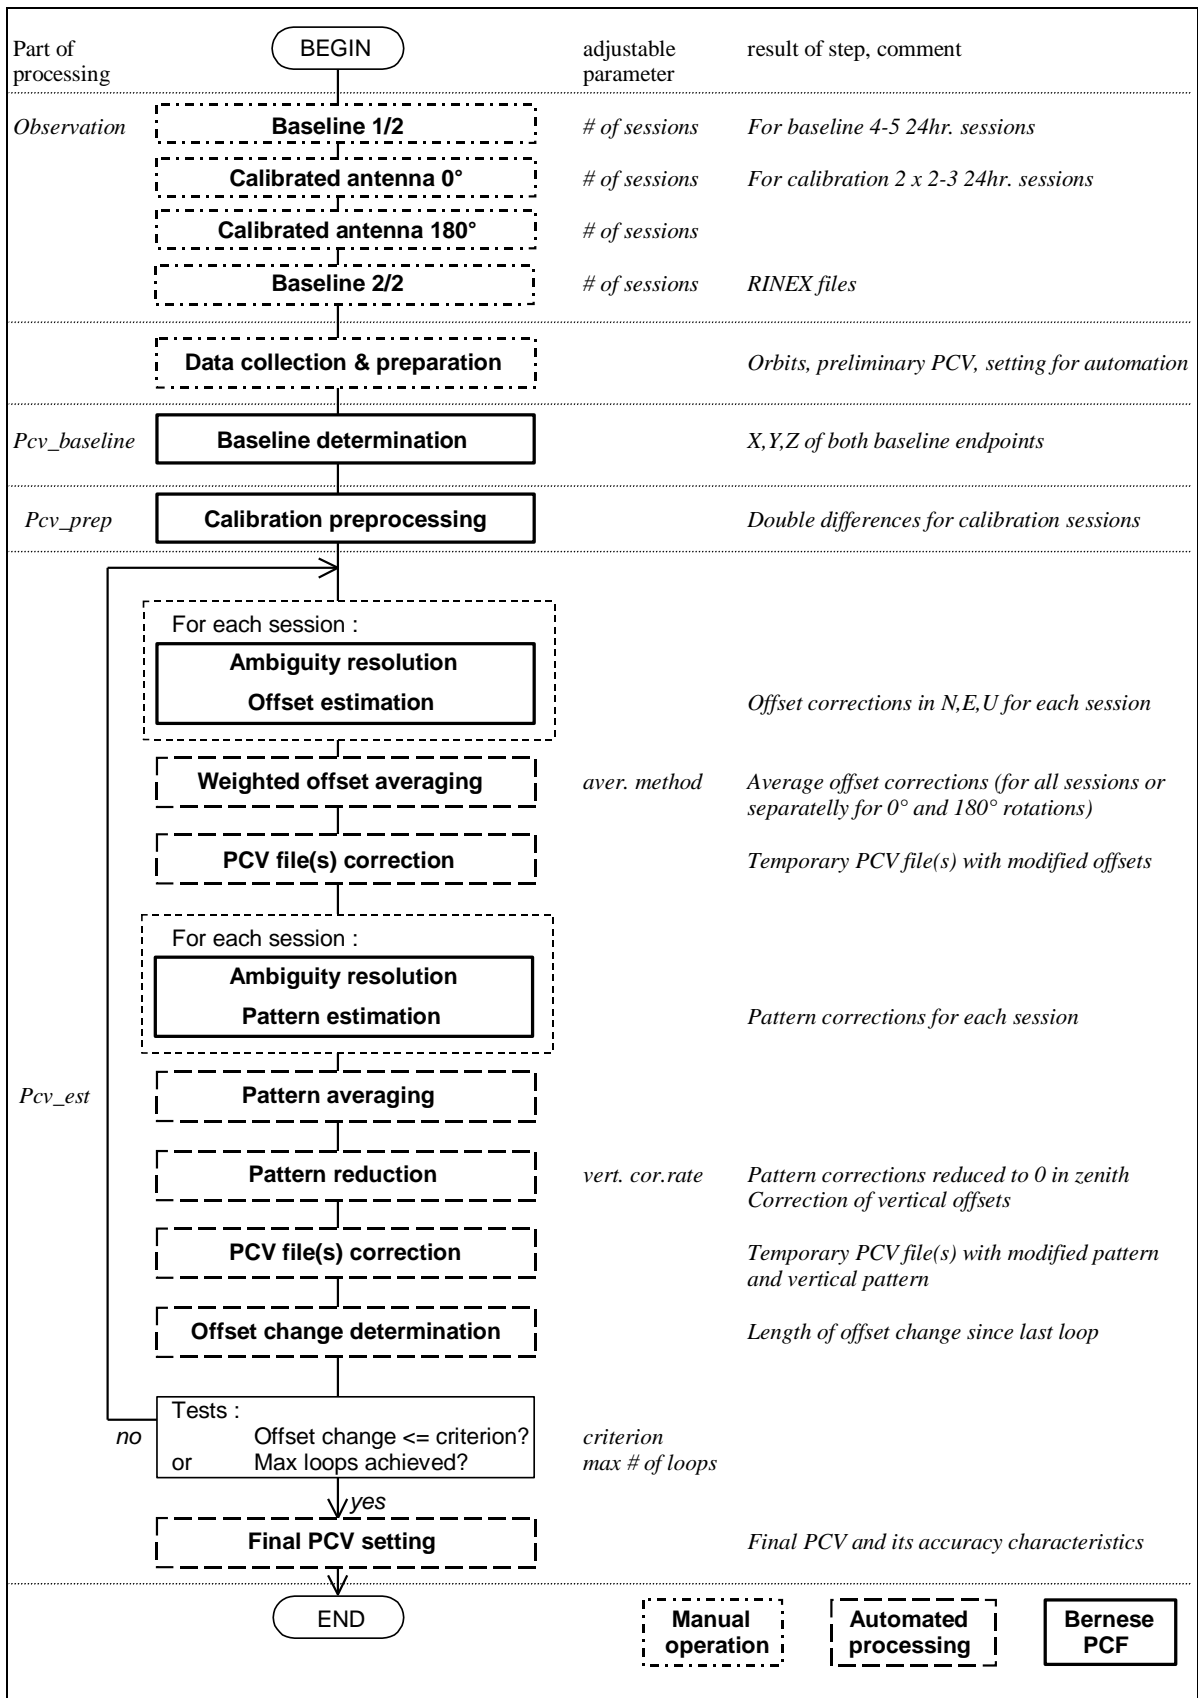 Part of processing
BEGIN
adjustable parameter
result of step, comment
Observation
Baseline 1/2
# of sessions
For baseline 4-5 24hr. sessions
Calibrated antenna 0°
# of sessions
For calibration 2 x 2-3 24hr. sessions
Calibrated antenna 180°
# of sessions
Baseline 2/2
# of sessions
RINEX files
Data collection & preparation
Orbits, preliminary PCV, setting for automation
Pcv_baseline
Baseline determination
X,Y,Z of both baseline endpoints
Pcv_prep
Calibration preprocessing
Double differences for calibration sessions
For each session :
Ambiguity resolution
Offset estimation
Offset corrections in N,E,U for each session
Weighted offset averaging
aver. method
Average offset corrections (for all sessions or
separatelly for 0° and 180° rotations)
PCV file(s) correction
Temporary PCV file(s) with modified offsets
For each session :
Ambiguity resolution
Pattern estimation
Pattern corrections for each session
Pcv_est
Pattern averaging
Pattern reduction
vert. cor.rate
Pattern corrections reduced to 0 in zenith
Correction of vertical offsets
PCV file(s) correction
Temporary PCV file(s) with modified pattern
and vertical pattern
Offset change determination
Length of offset change since last loop
Tests :
no
Offset change <= criterion?
criterion
or Max loops achieved?
max # of loops
yes
Final PCV setting
Final PCV and its accuracy characteristics
END
Manual
operation
Automated
processing
Bernese
PCF